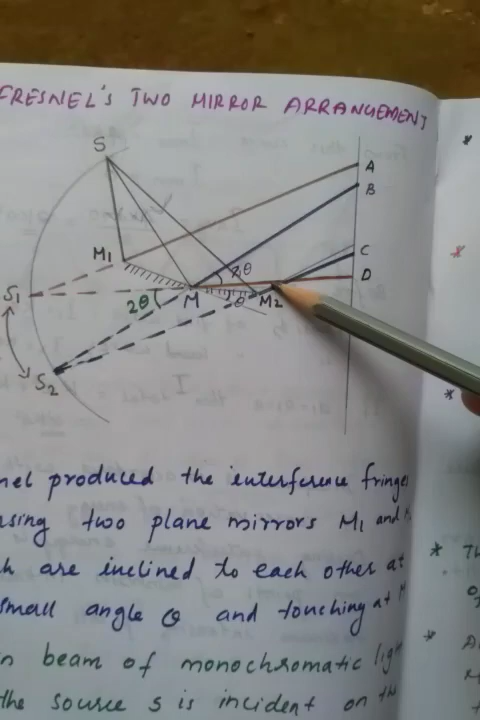 FRESNEL'S TWO MIRROR ARRANGEMENT
S
A
B
M1
C
2θ
S1
D
2θ
M
θ
M2
S2
nel produced the interference fringes
using two plane mirrors M1 and
h are inclined to each other at
small angle θ and touching at M
n beam of monochromatic light
the source s is incident on the